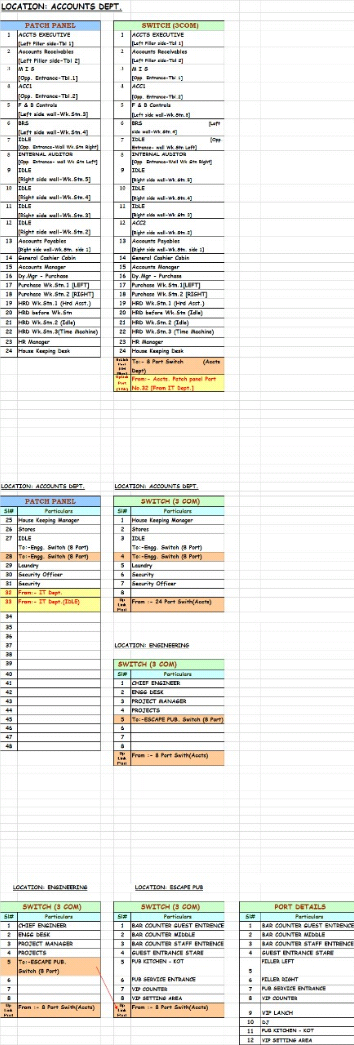 LOCATION: ACCOUNTS DEPT.
PATCH PANEL
1 ACCTS EXECUTIVE
[Left Filler side-Tbl 1]
2 Accounts Receivables
[Left Filler side-Tbl 2]
3 M I S
[Opp. Entrance-Tbl.1]
4 ACC1
[Opp. Entrance-Tbl.2]
5 F & B Controls
[Left side wall-Wk.Stn.3]
6 BRS
[Left side wall-Wk.Stn.4]
7 IDLE
[Opp. Entrance-Wall Wk.Stn Right]
8 INTERNAL AUDITOR
[Opp. Entrance- wall Wk Stn Left]
9 IDLE
[Right side wall-Wk.Stn.5]
10 IDLE
[Right side wall-Wk.Stn.4]
11 IDLE
[Right side wall-Wk.Stn.3]
12 IDLE
[Right side wall-Wk.Stn.2]
13 Accounts Payables
[Right side wall-Wk.Stn. side 1]
14 General Cashier Cabin
15 Accounts Manager
16 Dy.Mgr - Purchase
17 Purchase Wk.Stn.1 [LEFT]
18 Purchase Wk.Stn.2 [RIGHT]
19 HRD Wk.Stn.1 (Hrd Asst.)
20 HRD before Wk.Stn
21 HRD Wk.Stn.2 (Idle)
22 HRD Wk.Stn.3(Time Machine)
23 HR Manager
24 House Keeping Desk
SWITCH (3COM)
1 ACCTS EXECUTIVE
[Left Filler side-Tbl 1]
2 Accounts Receivables
[Left Filler side-Tbl 2]
3 M I S
[Opp. Entrance-Tbl 1]
4 ACC1
[Opp. Entrance-Tbl 2]
5 F & B Controls
[Left side wall-Wk Stn 3]
6 BRS [Left
side wall-Wk Stn 4]
7 IDLE [Opp
Entrance- wall Wk.Stn Left]
8 INTERNAL AUDITOR
[Opp. Entrance-wall Wk Stn Right]
9 IDLE
[Right side wall-Wk Stn 5]
10 IDLE
[Right side wall-Wk Stn 4]
11 IDLE
[Right side wall-Wk Stn 3]
12 ACC2
[Right side wall-Wk Stn 2]
13 Accounts Payables
[Right side wall-Wk.Stn. side 1]
14 General Cashier Cabin
15 Accounts Manager
16 Dy.Mgr - Purchase
17 Purchase Wk.Stn.1[LEFT]
18 Purchase Wk.Stn.2 [RIGHT]
19 HRD Wk.Stn.1 (Hrd Asst.)
20 HRD before Wk.Stn
21 HRD Wk.Stn.2 (Idle)
22 HRD Wk.Stn.3 (Time Machine)
23 HR Manager
24 House Keeping Desk
To:- 8 Port Switch (Accts
Dept)
From:- Accts. Patch panel Port
No:32 [From IT Dept.]
LOCATION: ACCOUNTS DEPT.
PATCH PANEL
Sl# Particulars
25 House Keeping Manager
26 Stores
27 IDLE
To:-Engg. Switch (8 Port)
28 To:-Engg. Switch (8 Port)
29 Laundry
30 Security Officer
31 Security
32 From:- IT Dept.
33 From:- IT Dept.(IDLE)
34
35
36
37
38
39
40
41
42
43
44
45
46
47
48
LOCATION: ACCOUNTS DEPT.
SWITCH (3 COM)
Sl# Particulars
1 House Keeping Manager
2 Stores
3 IDLE
To:-Engg. Switch (8 Port)
4 To:-Engg. Switch (8 Port)
5 Laundry
6 Security
7 Security Officer
8
Up Link Port From :- 24 Port Swith(Accts)
LOCATION: ENGINEERING
SWITCH (3 COM)
Sl# Particulars
1 CHIEF ENGINEER
2 ENGG DESK
3 PROJECT MANAGER
4 PROJECTS
5 To:-ESCAPE PUB. Switch (8 Port)
6
7
8
Up Link Port From :- 8 Port Swith(Accts)
LOCATION: ENGINEERING
SWITCH (3 COM)
Sl# Particulars
1 CHIEF ENGINEER
2 ENGG DESK
3 PROJECT MANAGER
4 PROJECTS
5 To:-ESCAPE PUB.
Switch (8 Port)
6
7
8
Up Link Port From :- 8 Port Swith(Accts)
LOCATION: ESCAPE PUB
SWITCH (3 COM)
Sl# Particulars
1 BAR COUNTER GUEST ENTRENCE
2 BAR COUNTER MIDDLE
3 BAR COUNTER STAFF ENTRENCE
4 GUEST ENTRANCE STARE
5 PUB KITCHEN - KOT
6 PUB SERVICE ENTRANCE
7 VIP COUNTER
8 VIP SETTING AREA
Up Link Port From :- 8 Port Swith(Accts)
PORT DETAILS
Sl# Particulars
1 BAR COUNTER GUEST ENTRENCE
2 BAR COUNTER MIDDLE
3 BAR COUNTER STAFF ENTRENCE
4 GUEST ENTRANCE STARE
5 FILLER LEFT
6 FILLER RIGHT
7 PUB SERVICE ENTRANCE
8 VIP COUNTER
9 VIP LANCH
10 DJ
11 PUB KITCHEN - KOT
12 VIP SETTING AREA